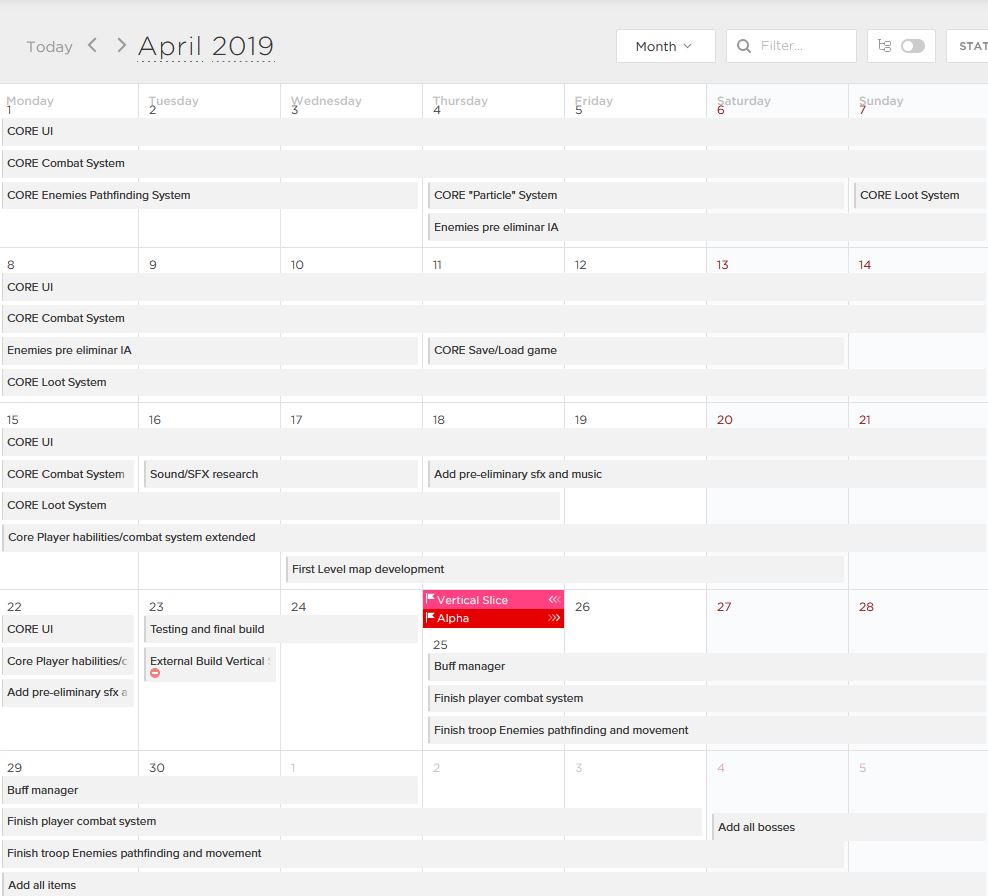 Today April 2019 Month Filter... STAT
Monday Tuesday Wednesday Thursday Friday Saturday Sunday
1 2 3 4 5 6 7
CORE UI
CORE Combat System
CORE Enemies Pathfinding System CORE "Particle" System CORE Loot System
Enemies pre eliminar IA
8 9 10 11 12 13 14
CORE UI
CORE Combat System
Enemies pre eliminar IA CORE Save/Load game
CORE Loot System
15 16 17 18 19 20 21
CORE UI
CORE Combat System Sound/SFX research Add pre-eliminary sfx and music
CORE Loot System
Core Player habilities/combat system extended
First Level map development
Vertical Slice
Alpha
22 23 24 25 26 27 28
CORE UI Testing and final build
Core Player habilities/c External Build Vertical
Add pre-eliminary sfx a
Buff manager
Finish player combat system
Finish troop Enemies pathfinding and movement
29 30 1 2 3 4 5
Buff manager
Finish player combat system Add all bosses
Finish troop Enemies pathfinding and movement
Add all items